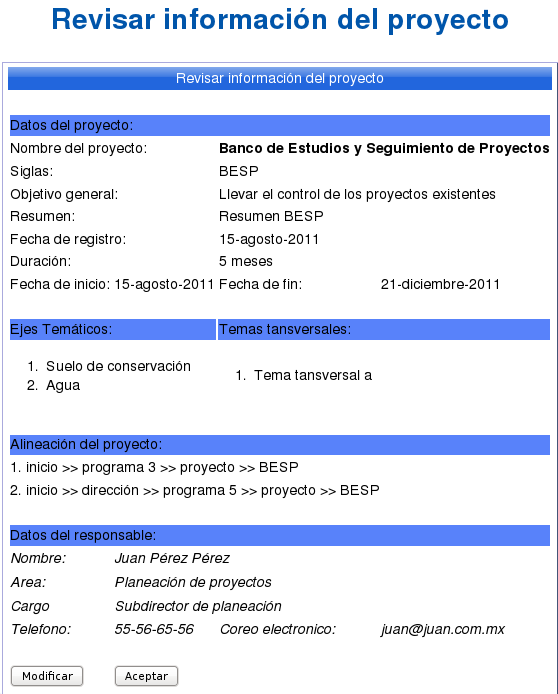 Revisar información del proyecto
Revisar información del proyecto
Datos del proyecto:
Nombre del proyecto: Banco de Estudios y Seguimiento de Proyectos
Siglas: BESP
Objetivo general: Llevar el control de los proyectos existentes
Resumen: Resumen BESP
Fecha de registro: 15-agosto-2011
Duración: 5 meses
Fecha de inicio: 15-agosto-2011 Fecha de fin: 21-diciembre-2011
Ejes Temáticos: Temas tansversales:
1. Suelo de conservación
2. Agua
1. Tema tansversal a
Alineación del proyecto:
1. inicio >> programa 3 >> proyecto >> BESP
2. inicio >> dirección >> programa 5 >> proyecto >> BESP
Datos del responsable:
Nombre: Juan Pérez Pérez
Area: Planeación de proyectos
Cargo Subdirector de planeación
Telefono: 55-56-65-56 Coreo electronico: juan@juan.com.mx
Modificar Aceptar